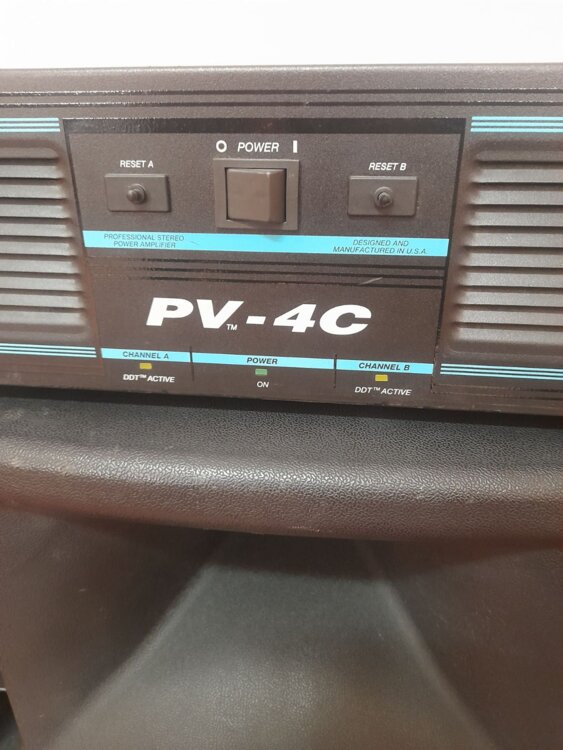 O POWER I
RESET A
RESET B
PROFESSIONAL STEREO
POWER AMPLIFIER
DESIGNED AND
MANUFACTURED IN U.S.A.
PV™-4C
CHANNEL A
POWER
CHANNEL B
DDT™ ACTIVE
ON
DDT™ ACTIVE